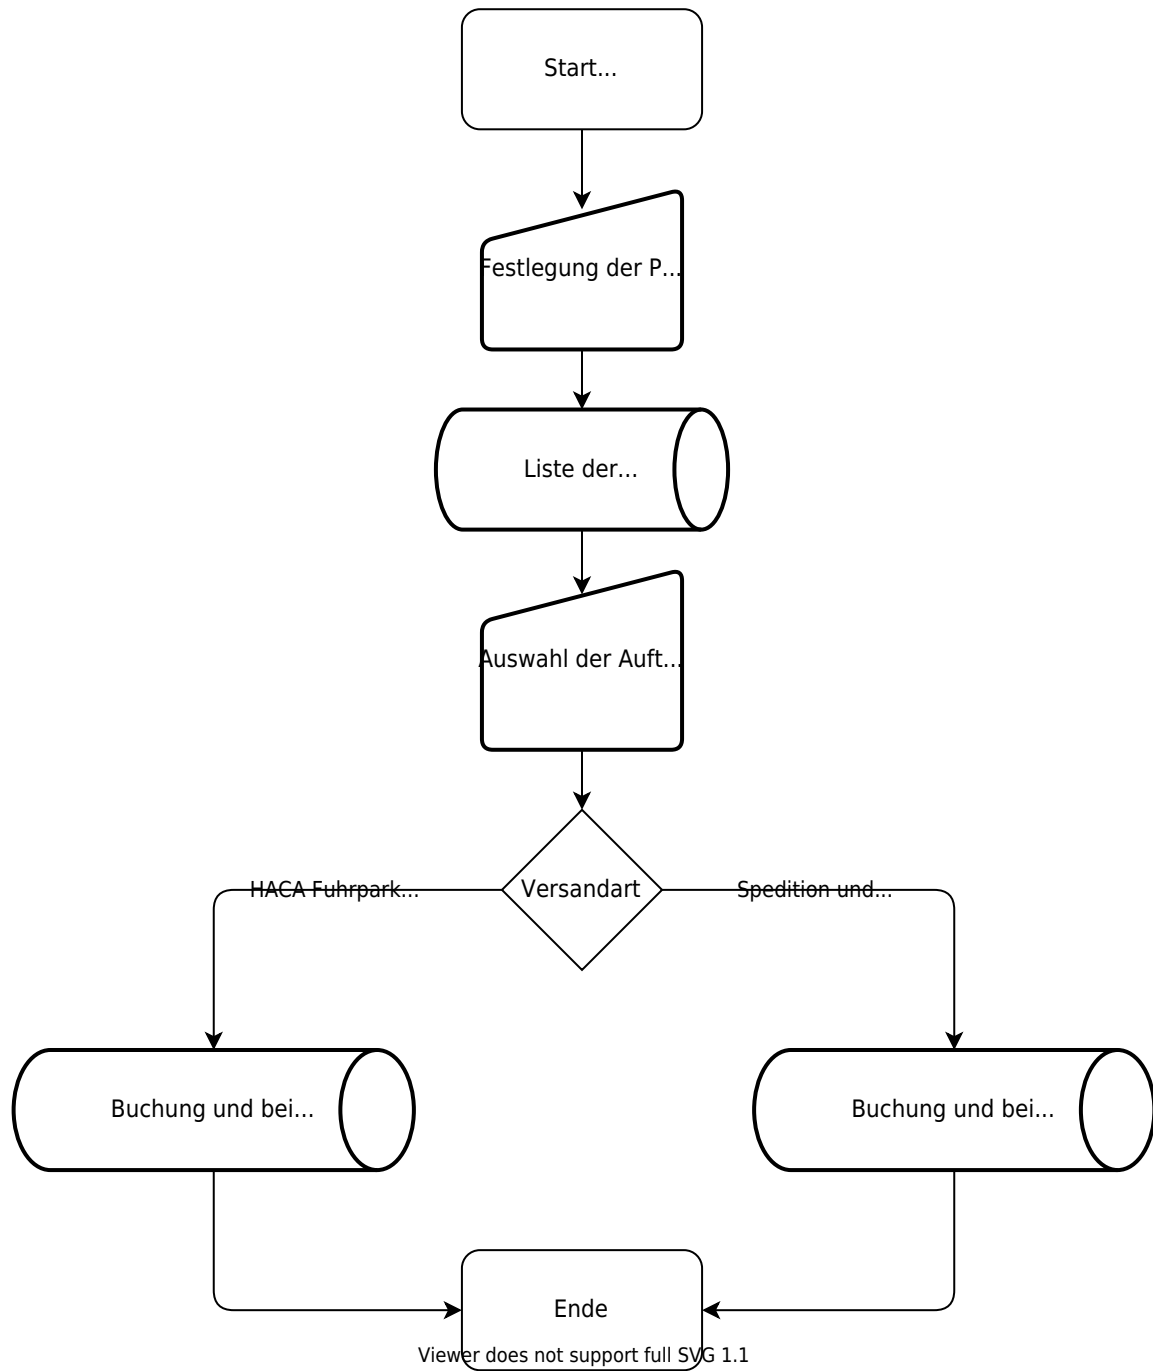 Start...
Festlegung der P...
Liste der...
Auswahl der Auft...
Versandart
HACA Fuhrpark...
Spedition und...
Buchung und bei...
Buchung und bei...
Ende
Viewer does not support full SVG 1.1